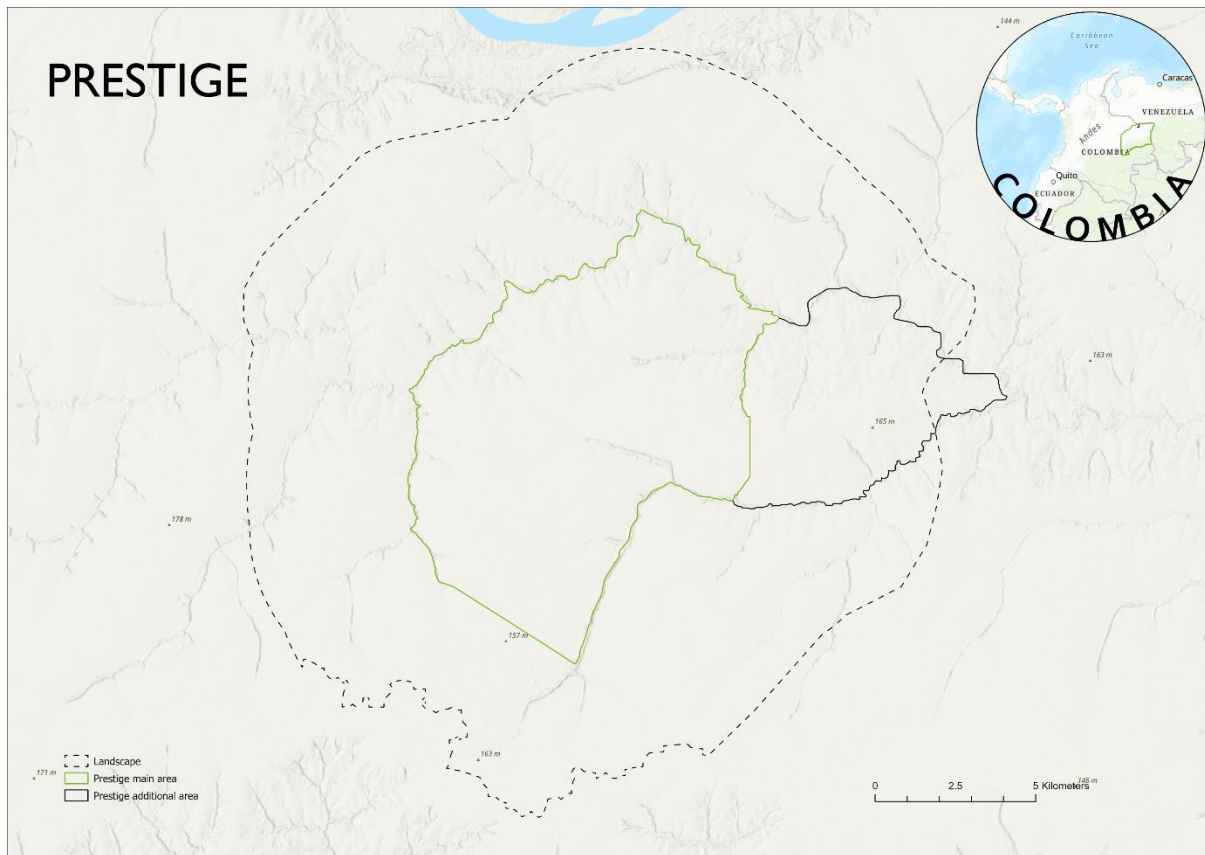 PRESTIGE
144 m
Caribbean
Sea
Caracas
VENEZUELA
Andes
COLOMBIA
Quito
ECUADOR
COLOMBIA
163 m
165 m
178 m
157 m
163 m
171 m
146 m
Landscape
Prestige main area
Prestige additional area
0 2.5 5 Kilometers